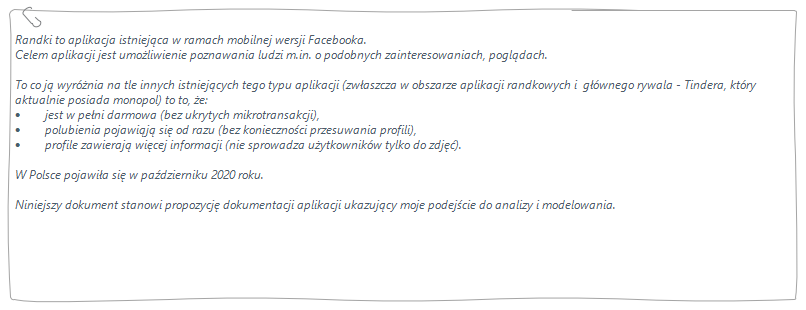 Randki to aplikacja istniejąca w ramach mobilnej wersji Facebooka.
Celem aplikacji jest umożliwienie poznawania ludzi m.in. o podobnych zainteresowaniach, poglądach.
To co ją wyróżnia na tle innych istniejących tego typu aplikacji (zwłaszcza w obszarze aplikacji randkowych i głównego rywala - Tindera, który
aktualnie posiada monopol) to to, że:
• jest w pełni darmowa (bez ukrytych mikrotransakcji),
• polubienia pojawiają się od razu (bez konieczności przesuwania profili),
• profile zawierają więcej informacji (nie sprowadza użytkowników tylko do zdjęć).
W Polsce pojawiła się w październiku 2020 roku.
Niniejszy dokument stanowi propozycję dokumentacji aplikacji ukazujący moje podejście do analizy i modelowania.